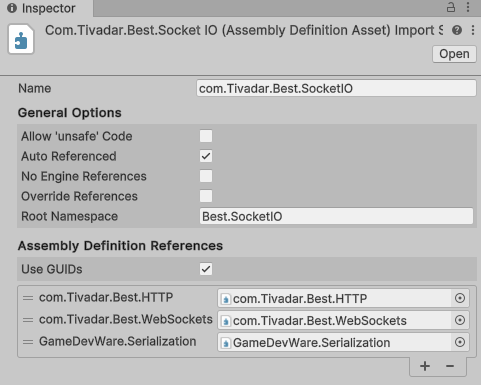 Inspector
Com.Tivadar.Best.Socket IO (Assembly Definition Asset) Import S
Open
Name com.Tivadar.Best.SocketIO
General Options
Allow 'unsafe' Code
Auto Referenced
No Engine References
Override References
Root Namespace Best.SocketIO
Assembly Definition References
Use GUIDs
com.Tivadar.Best.HTTP com.Tivadar.Best.HTTP
com.Tivadar.Best.WebSockets com.Tivadar.Best.WebSockets
GameDevWare.Serialization GameDevWare.Serialization